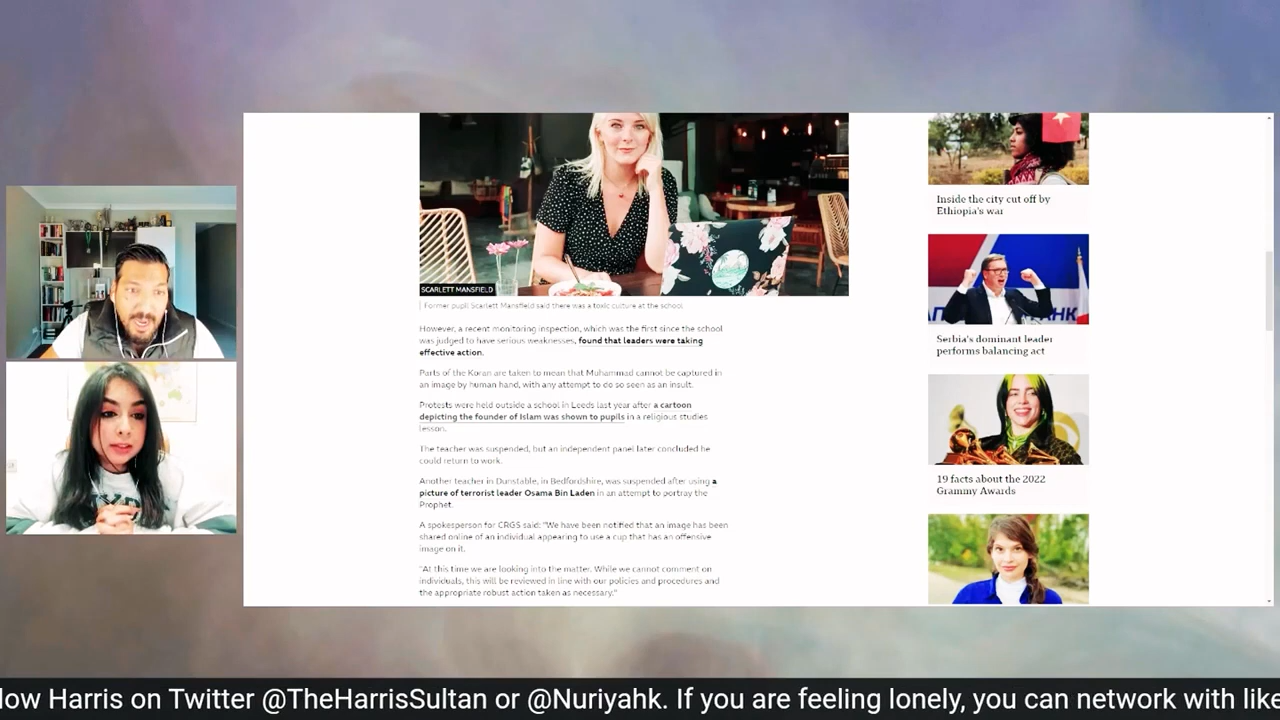 SCARLETT MANSFIELD
Former pupil Scarlett Mansfield said there was a toxic culture at the school
However, a recent monitoring inspection, which was the first since the school
was judged to have serious weaknesses, found that leaders were taking
effective action.
Parts of the Koran are taken to mean that Muhammad cannot be captured in
an image by human hand, with any attempt to do so seen as an insult.
Protests were held outside a school in Leeds last year after a cartoon
depicting the founder of Islam was shown to pupils in a religious studies
lesson.
The teacher was suspended, but an independent panel later concluded he
could return to work.
Another teacher in Dunstable, in Bedfordshire, was suspended after using a
picture of terrorist leader Osama Bin Laden in an attempt to portray the
Prophet.
A spokesperson for CRGS said: "We have been notified that an image has been
shared online of an individual appearing to use a cup that has an offensive
image on it.
"At this time we are looking into the matter. While we cannot comment on
individuals, this will be reviewed in line with our policies and procedures and
the appropriate robust action taken as necessary."
Inside the city cut off by
Ethiopia's war
Serbia's dominant leader
performs balancing act
19 facts about the 2022
Grammy Awards
low Harris on Twitter @TheHarrisSultan or @Nuriyahk. If you are feeling lonely, you can network with like